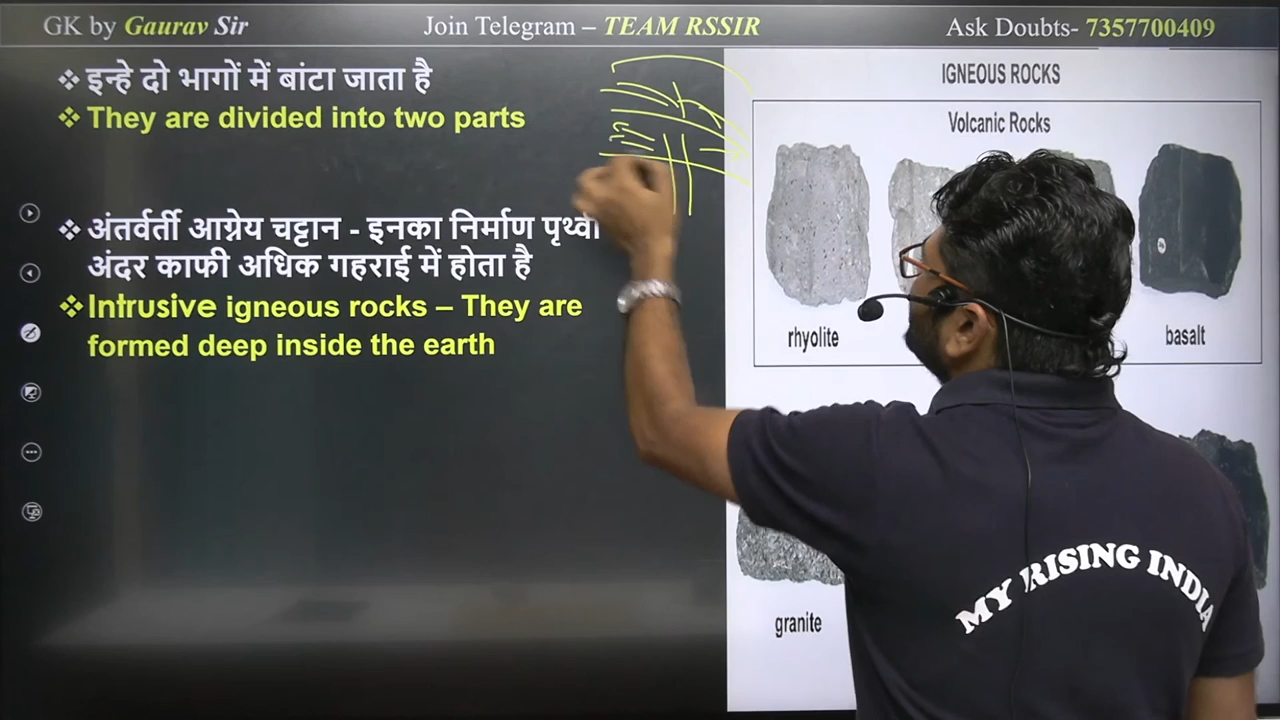 GK by Gaurav Sir
Join Telegram – TEAM RSSIR
Ask Doubts- 7357700409
❖ इन्हे दो भागों में बांटा जाता है
❖ They are divided into two parts
❖ अंतर्वर्ती आग्नेय चट्टान - इनका निर्माण पृथ्वी
अंदर काफी अधिक गहराई में होता है
❖ Intrusive igneous rocks – They are
formed deep inside the earth
IGNEOUS ROCKS
Volcanic Rocks
rhyolite
basalt
granite
MY RISING INDIA